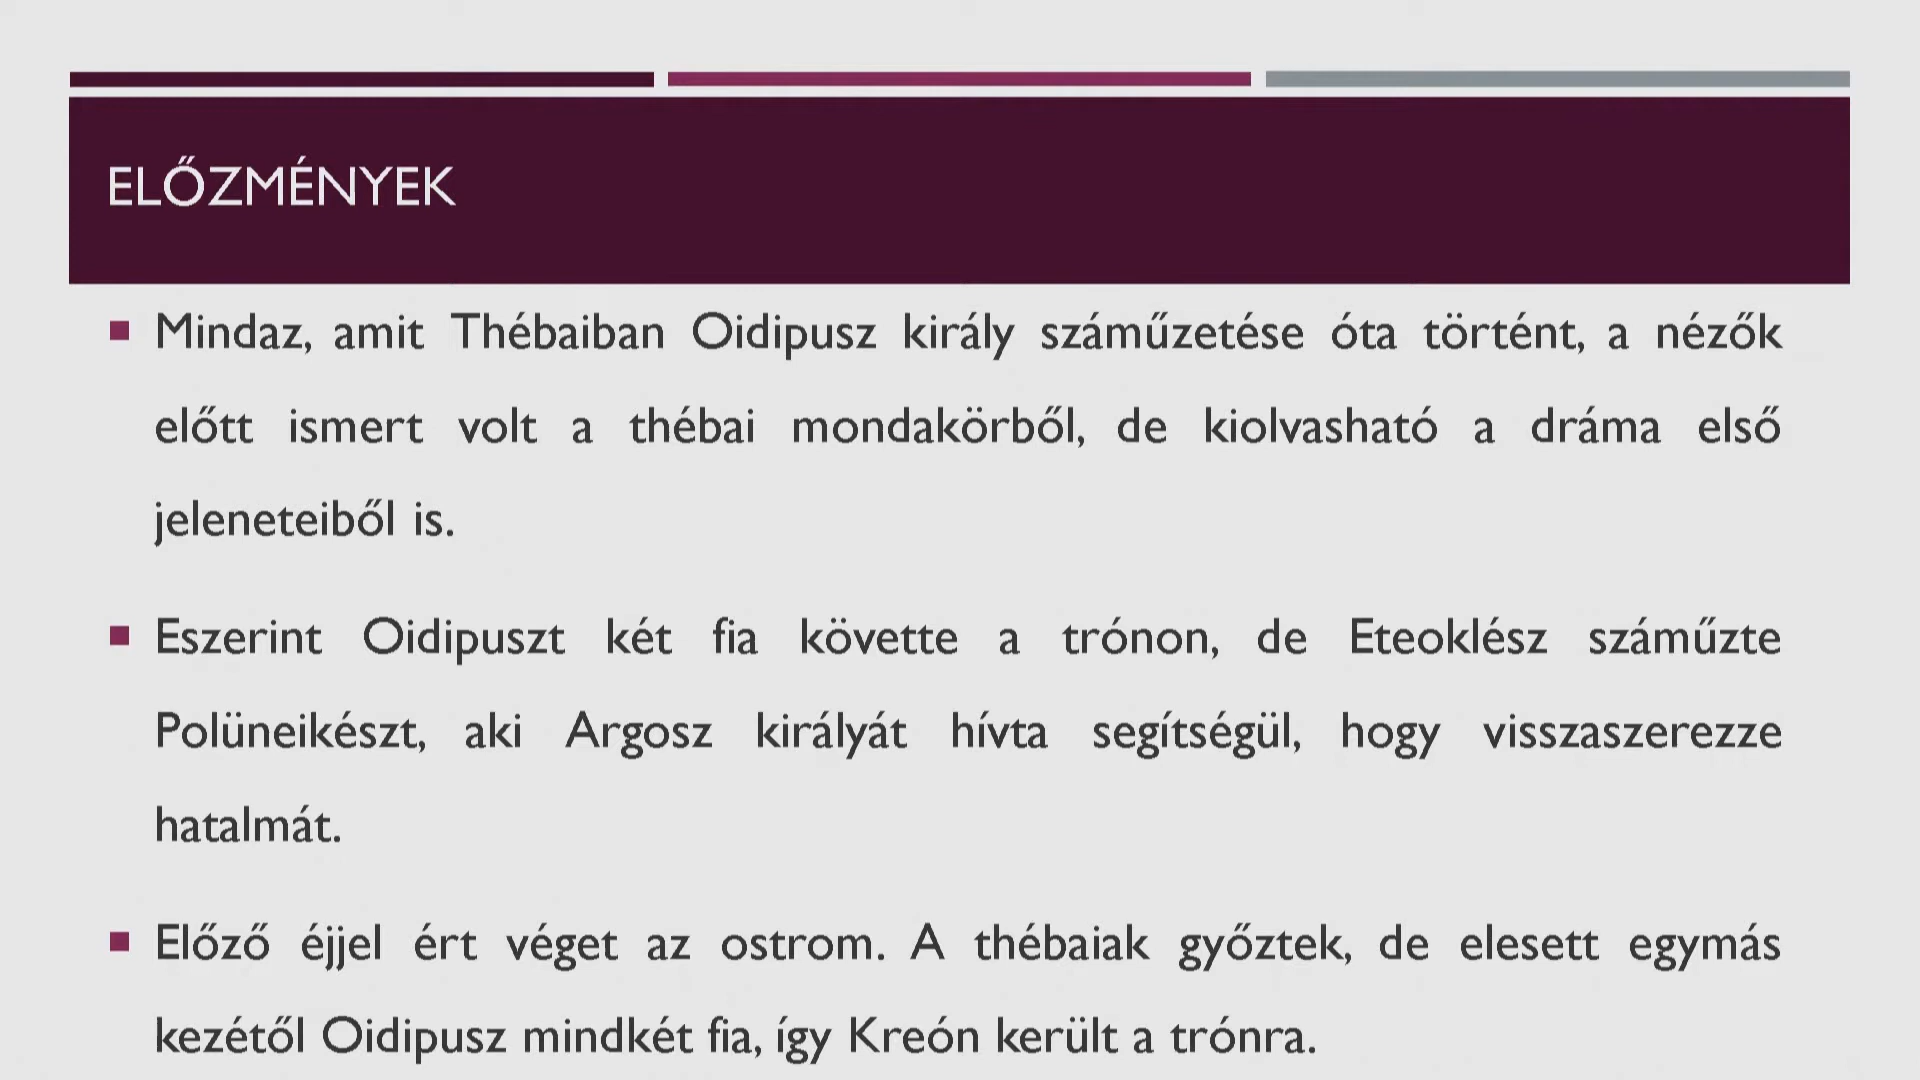 ELŐZMÉNYEK
Mindaz, amit Thébaiban Oidipusz király száműzetése óta történt, a nézők
előtt ismert volt a thébai mondakörből, de kiolvasható a dráma első
jeleneteiből is.
Eszerint Oidipuszt két fia követte a trónon, de Eteoklész száműzte
Polüneikészt, aki Argosz királyát hívta segítségül, hogy visszaszerezze
hatalmát.
Előző éjjel ért véget az ostrom. A thébaiak győztek, de elesett egymás
kezétől Oidipusz mindkét fia, így Kreón került a trónra.